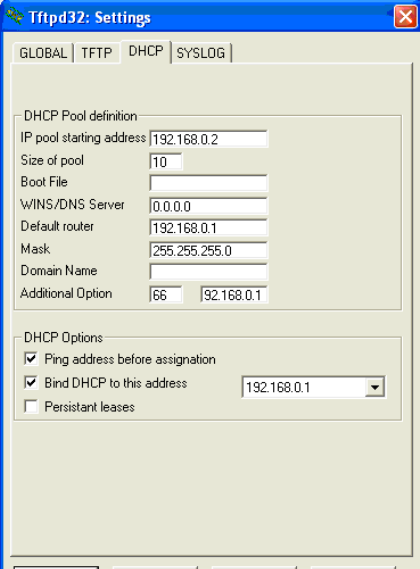 Tftpd32: Settings
GLOBAL TFTP DHCP SYSLOG
DHCP Pool definition
IP pool starting address 192.168.0.2
Size of pool 10
Boot File
WINS/DNS Server 0.0.0.0
Default router 192.168.0.1
Mask 255.255.255.0
Domain Name
Additional Option 66 92.168.0.1
DHCP Options
Ping address before assignation
Bind DHCP to this address 192.168.0.1
Persistant leases